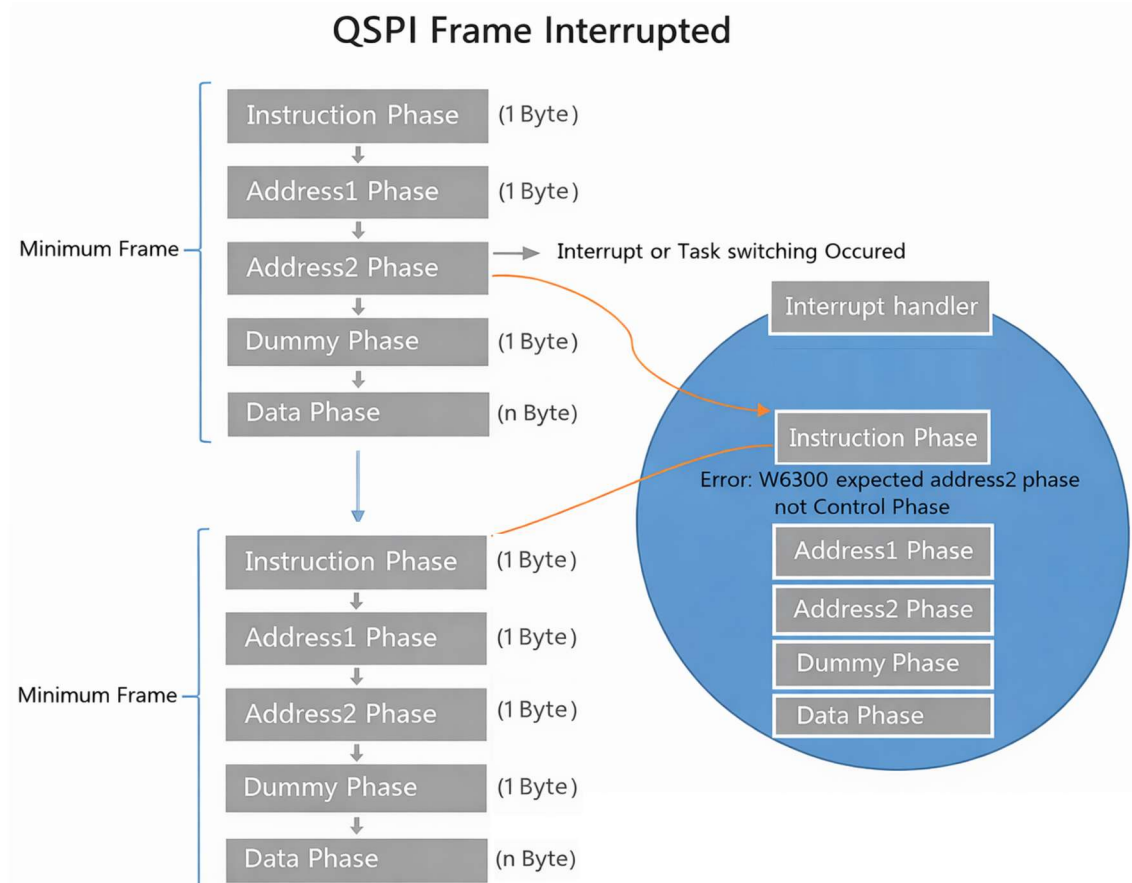 QSPI Frame Interrupted
Instruction Phase (1 Byte)
Address1 Phase (1 Byte)
Minimum Frame
Address2 Phase
Interrupt or Task switching Occured
Dummy Phase (1 Byte)
Data Phase (n Byte)
Interrupt handler
Instruction Phase
Error: W6300 expected address2 phase
not Control Phase
Address1 Phase
Address2 Phase
Dummy Phase
Data Phase
Instruction Phase (1 Byte)
Address1 Phase (1 Byte)
Minimum Frame
Address2 Phase (1 Byte)
Dummy Phase (1 Byte)
Data Phase (n Byte)